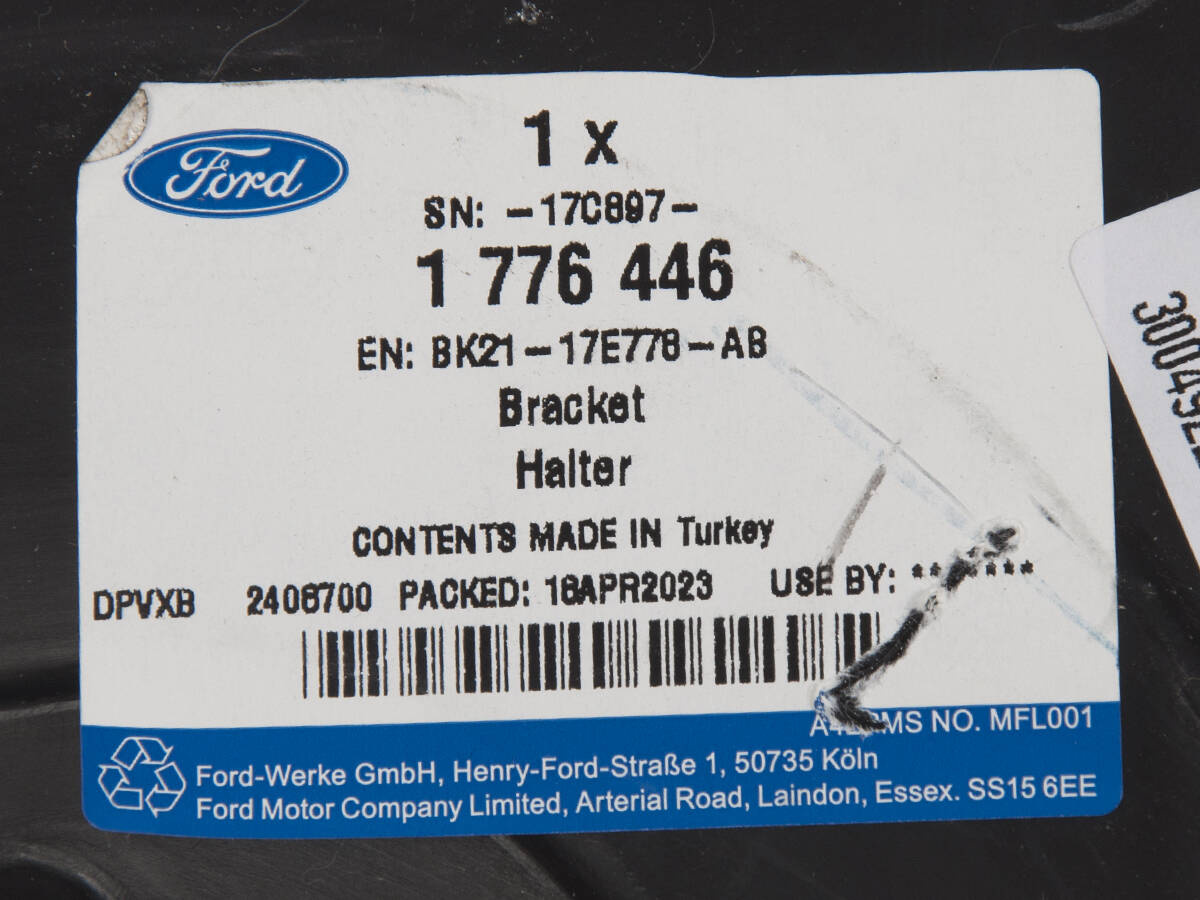 Ford
1 x
SN: -17C897-
1 776 446
EN: BK21-17E778-AB
Bracket
Halter
CONTENTS MADE IN Turkey
DPVXB 2406700 PACKED: 18APR2023 USE BY: *******
MS NO. MFL001
Ford-Werke GmbH, Henry-Ford-Straße 1, 50735 Köln
Ford Motor Company Limited, Arterial Road, Laindon, Essex. SS15 6EE